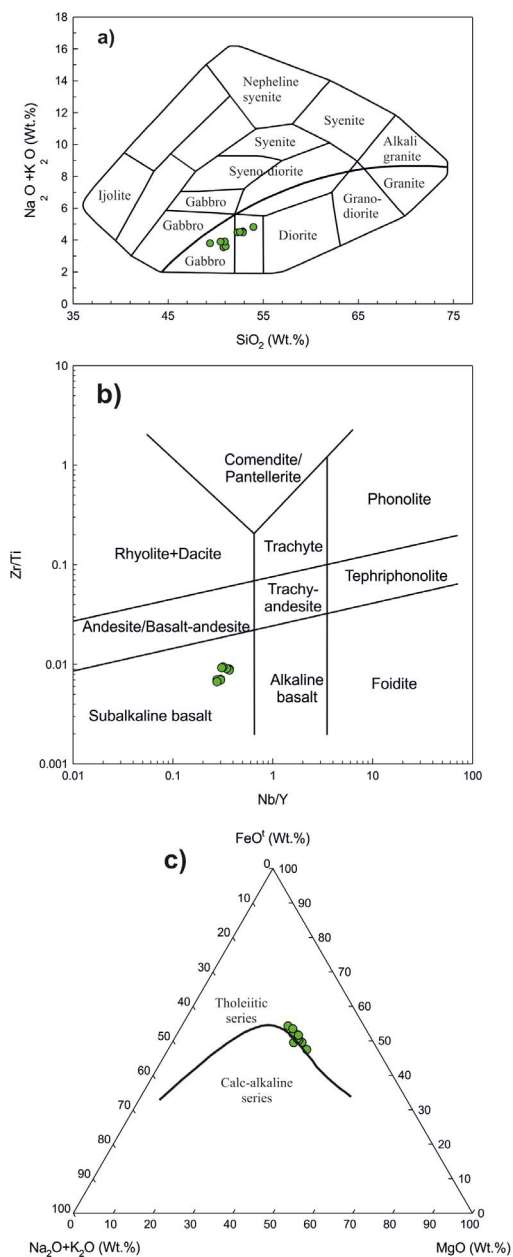 a)
18
16
14
12
10
8
6
4
2
0
Na₂O+K₂O (Wt.%)
Nepheline
syenite
Syenite
Alkali
granite
Syenite
Syeno-diorite
Granite
Ijolite
Gabbro
Grano-
diorite
Gabbro
Diorite
Gabbro
35 45 55 65 75
SiO₂ (Wt.%)
b)
10
1
0.1
0.01
0.001
Zr/Ti
Comendite/
Pantellerite
Phonolite
Rhyolite+Dacite
Trachyte
Tephriphonolite
Trachy-
andesite
Andesite/Basalt-andesite
Alkaline
basalt
Foidite
Subalkaline basalt
0.01 0.1 1 10 100
Nb/Y
c)
FeOᵗ (Wt.%)
0 100
10 90
20 80
30 70
40 60
Tholeiitic
series
50 50
60 40
Calc-alkaline
series
70 30
80 20
90 10
100 0
0 10 20 30 40 50 60 70 80 90 100
Na₂O+K₂O (Wt.%) MgO (Wt.%)